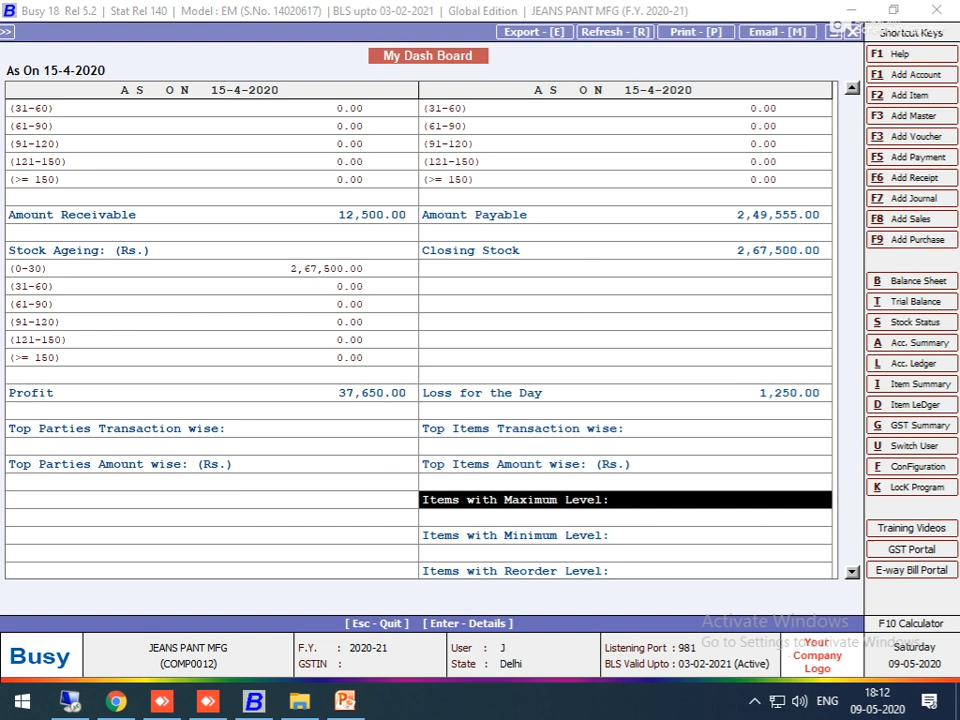 Busy 18 Rel 5.2 | Stat Rel 140 | Model : EM (S.No. 14020617) | BLS upto 03-02-2021 | Global Edition | JEANS PANT MFG (F.Y. 2020-21)
>> Export - [E] Refresh - [R] Print - [P] Email - [M]
My Dash Board
As On 15-4-2020
A S O N 15-4-2020 A S O N 15-4-2020
(31-60) 0.00 (31-60) 0.00
(61-90) 0.00 (61-90) 0.00
(91-120) 0.00 (91-120) 0.00
(121-150) 0.00 (121-150) 0.00
(>= 150) 0.00 (>= 150) 0.00
Amount Receivable 12,500.00 Amount Payable 2,49,555.00
Stock Ageing: (Rs.) Closing Stock 2,67,500.00
(0-30) 2,67,500.00
(31-60) 0.00
(61-90) 0.00
(91-120) 0.00
(121-150) 0.00
(>= 150) 0.00
Profit 37,650.00 Loss for the Day 1,250.00
Top Parties Transaction wise: Top Items Transaction wise:
Top Parties Amount wise: (Rs.) Top Items Amount wise: (Rs.)
Items with Maximum Level:
Items with Minimum Level:
Items with Reorder Level:
[ Esc - Quit ] [ Enter - Details ]
Shortcut Keys
F1 Help
F1 Add Account
F2 Add Item
F3 Add Master
F3 Add Voucher
F5 Add Payment
F6 Add Receipt
F7 Add Journal
F8 Add Sales
F9 Add Purchase
B Balance Sheet
T Trial Balance
S Stock Status
A Acc. Summary
L Acc. Ledger
I Item Summary
D Item LeDger
G GST Summary
U Switch User
F ConFiguration
K LocK Program
Training Videos
GST Portal
E-way Bill Portal
F10 Calculator
Activate Windows
Go to Settings to activate Windows.
Busy
JEANS PANT MFG
(COMP0012)
F.Y. : 2020-21
GSTIN :
User : J
State : Delhi
Listening Port : 981
BLS Valid Upto : 03-02-2021 (Active)
Your
Company
Logo
Saturday
09-05-2020
ENG
18:12
09-05-2020